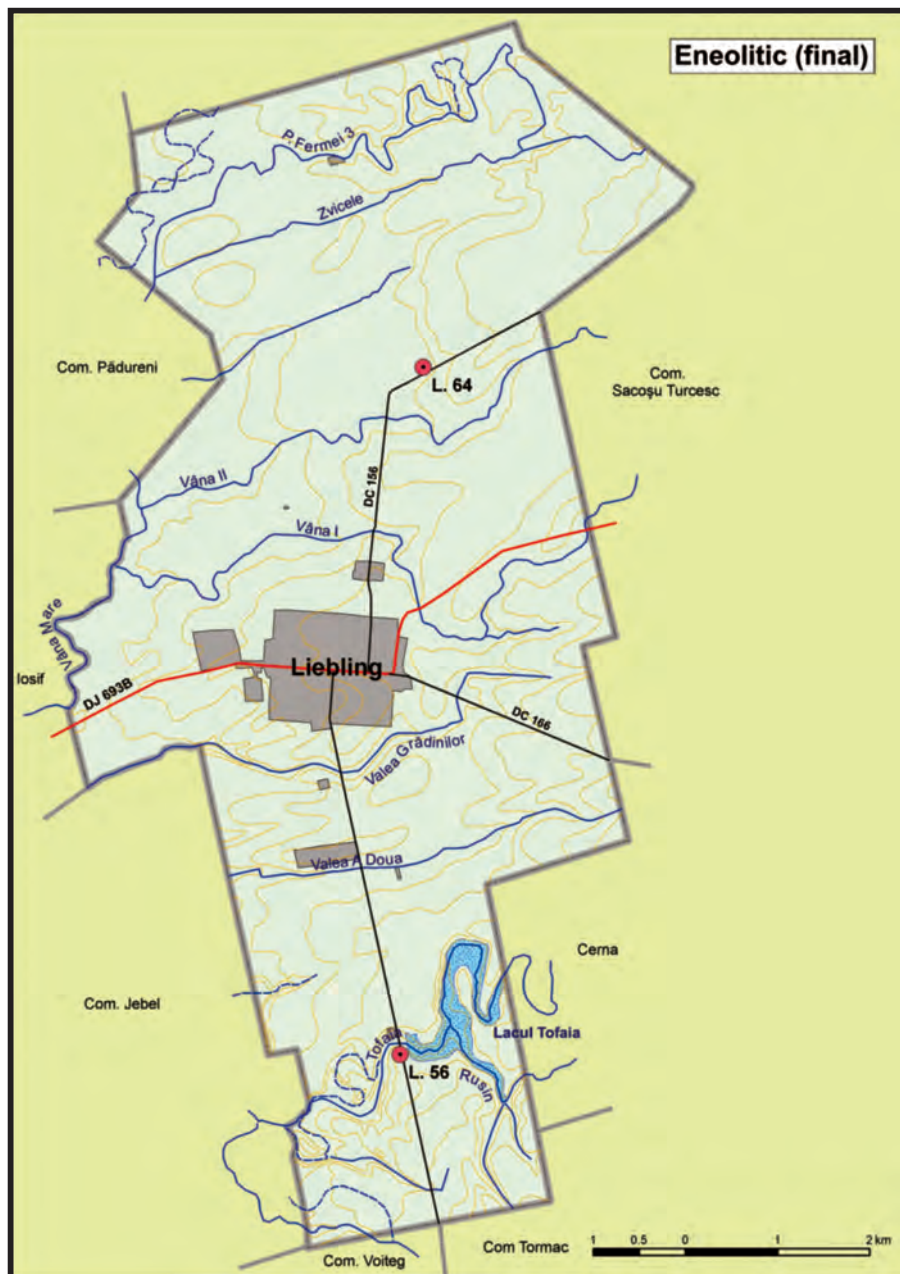 Eneolitic (final)
P.Fermei 3
Zvicele
Com. Pădureni
L. 64
Com.
Sacoșu Turcesc
Vâna II
DC 156
Vâna I
Vâna Mare
Iosif
DJ 693B
Liebling
DC 166
Valea Grădinilor
Valea A Doua
Cerna
Com. Jebel
Lacul Tofaia
Tofaia
L. 56
Rusin
Com. Voiteg
Com Tormac
1 0.5 0 1 2 km